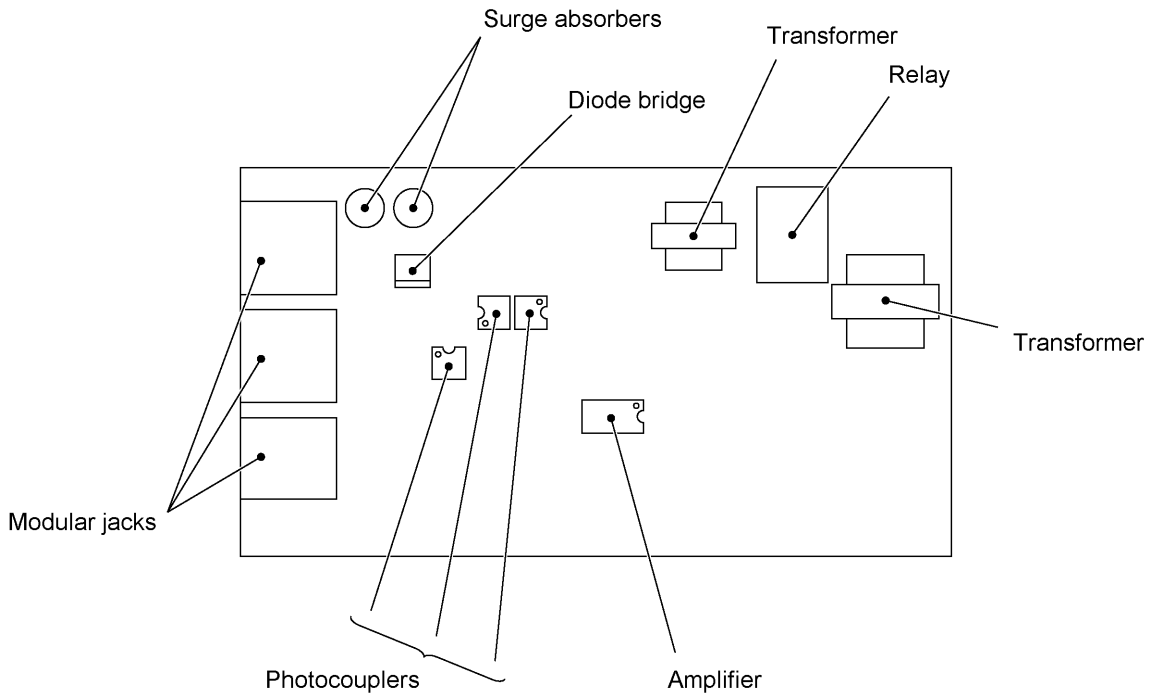 Surge absorbers
Transformer
Relay
Diode bridge
Transformer
Modular jacks
Photocouplers
Amplifier